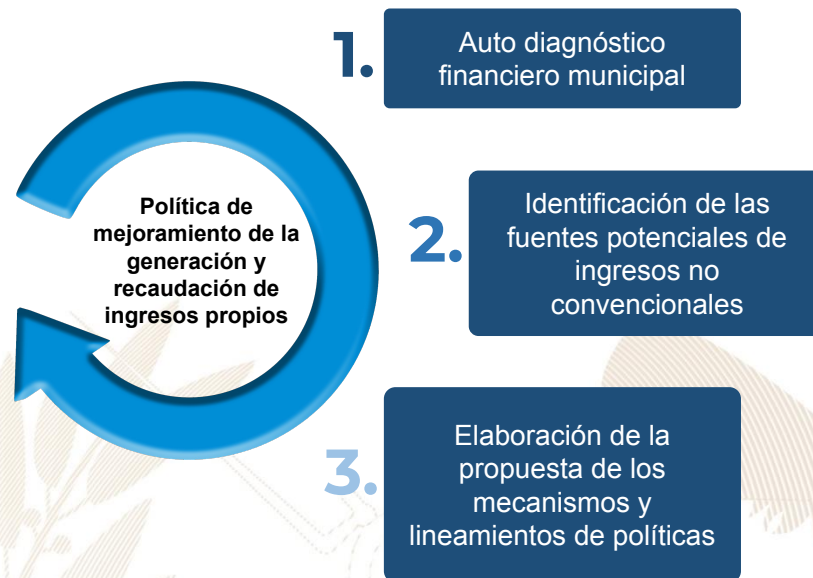 1.
Auto diagnóstico
financiero municipal
Política de
mejoramiento de la
generación y
recaudación de
ingresos propios
2.
Identificación de las
fuentes potenciales de
ingresos no
convencionales
3.
Elaboración de la
propuesta de los
mecanismos y
lineamientos de políticas